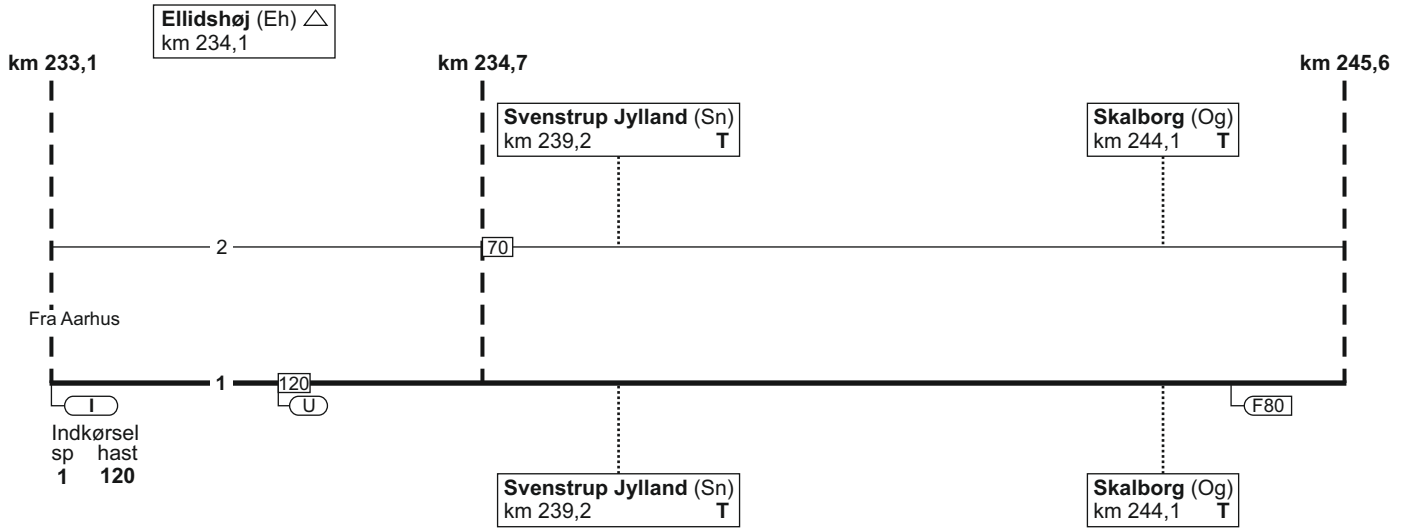 Ellidshøj (Eh)
km 234,1
km 233,1
km 234,7
km 245,6
Svenstrup Jylland (Sn)
km 239,2 T
Skalborg (Og)
km 244,1 T
2
70
Fra Aarhus
1
120
I
U
F80
Indkørsel
sp hast
1 120
Svenstrup Jylland (Sn)
km 239,2 T
Skalborg (Og)
km 244,1 T